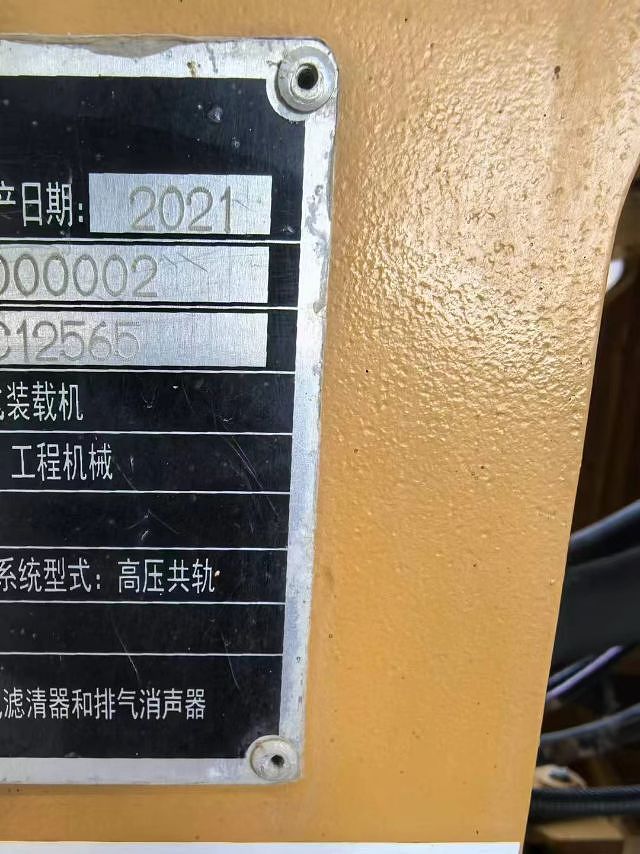 产日期: 2021
000002
C12565
装载机
工程机械
系统型式: 高压共轨
滤清器和排气消声器